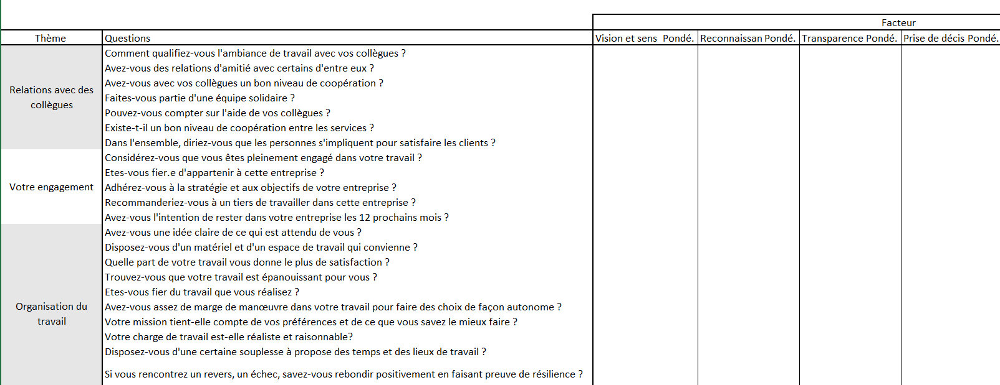 Facteur
Thème Questions Vision et sens Pondé. Reconnaissan Pondé. Transparence Pondé. Prise de décis Pondé.
Comment qualifiez-vous l'ambiance de travail avec vos collègues ?
Avez-vous des relations d'amitié avec certains d'entre eux ?
Avez-vous avec vos collègues un bon niveau de coopération ?
Relations avec des
collègues
Faites-vous partie d'une équipe solidaire ?
Pouvez-vous compter sur l'aide de vos collègues ?
Existe-t-il un bon niveau de coopération entre les services ?
Dans l'ensemble, diriez-vous que les personnes s'impliquent pour satisfaire les clients ?
Considérez-vous que vous êtes pleinement engagé dans votre travail ?
Etes-vous fier.e d'appartenir à cette entreprise ?
Votre engagement Adhérez-vous à la stratégie et aux objectifs de votre entreprise ?
Recommanderiez-vous à un tiers de travailler dans cette entreprise ?
Avez-vous l'intention de rester dans votre entreprise les 12 prochains mois ?
Avez-vous une idée claire de ce qui est attendu de vous ?
Disposez-vous d'un matériel et d'un espace de travail qui convienne ?
Quelle part de votre travail vous donne le plus de satisfaction ?
Trouvez-vous que votre travail est épanouissant pour vous ?
Etes-vous fier du travail que vous réalisez ?
Organisation du
travail
Avez-vous assez de marge de manœuvre dans votre travail pour faire des choix de façon autonome ?
Votre mission tient-elle compte de vos préférences et de ce que vous savez le mieux faire ?
Votre charge de travail est-elle réaliste et raisonnable?
Disposez-vous d'une certaine souplesse à propose des temps et des lieux de travail ?
Si vous rencontrez un revers, un échec, savez-vous rebondir positivement en faisant preuve de résilience ?